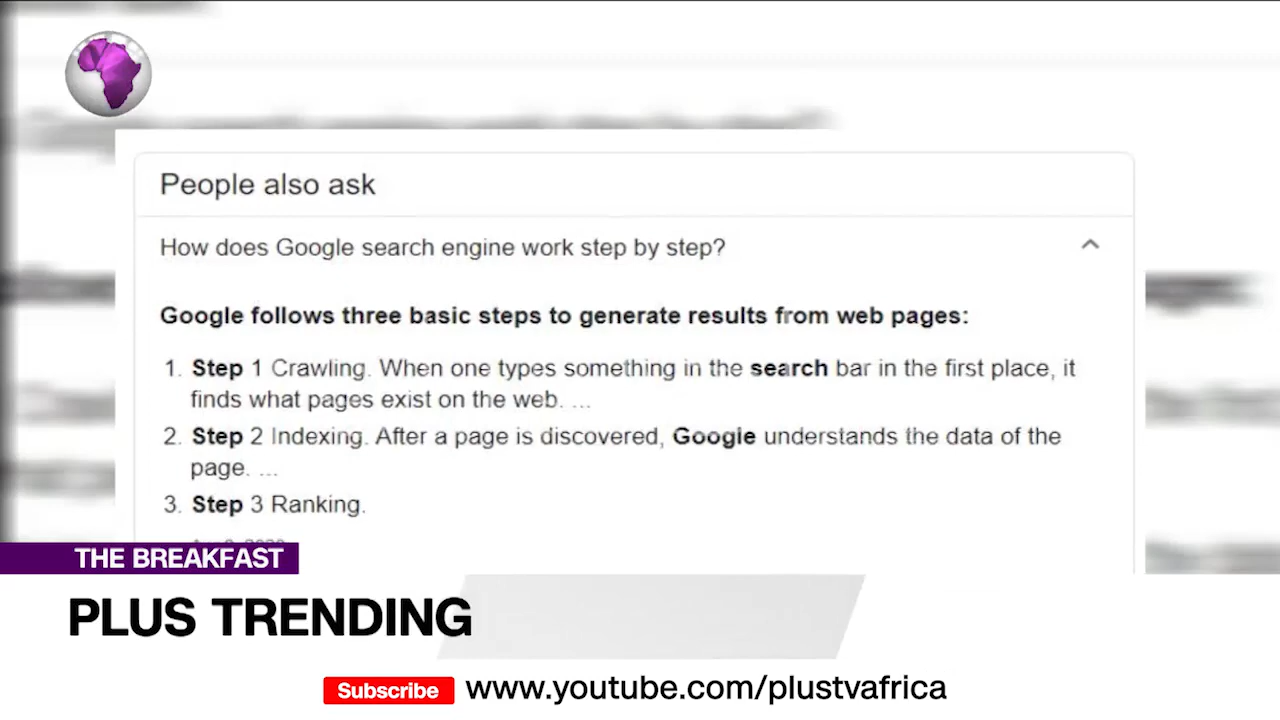 People also ask
How does Google search engine work step by step?
Google follows three basic steps to generate results from web pages:
1. Step 1 Crawling. When one types something in the search bar in the first place, it
finds what pages exist on the web. ...
2. Step 2 Indexing. After a page is discovered, Google understands the data of the
page. ...
3. Step 3 Ranking.
THE BREAKFAST
PLUS TRENDING
Subscribe www.youtube.com/plustvafrica